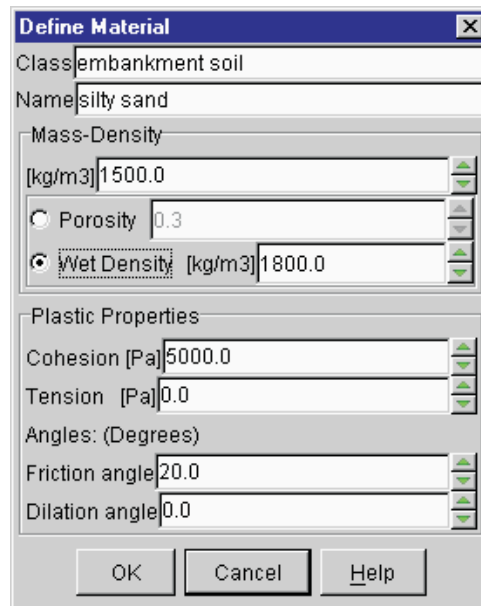 Define Material
Class embankment soil
Name silty sand
Mass-Density
[kg/m3] 1500.0
Porosity 0.3
Wet Density [kg/m3] 1800.0
Plastic Properties
Cohesion [Pa] 5000.0
Tension [Pa] 0.0
Angles: (Degrees)
Friction angle 20.0
Dilation angle 0.0
OK Cancel Help